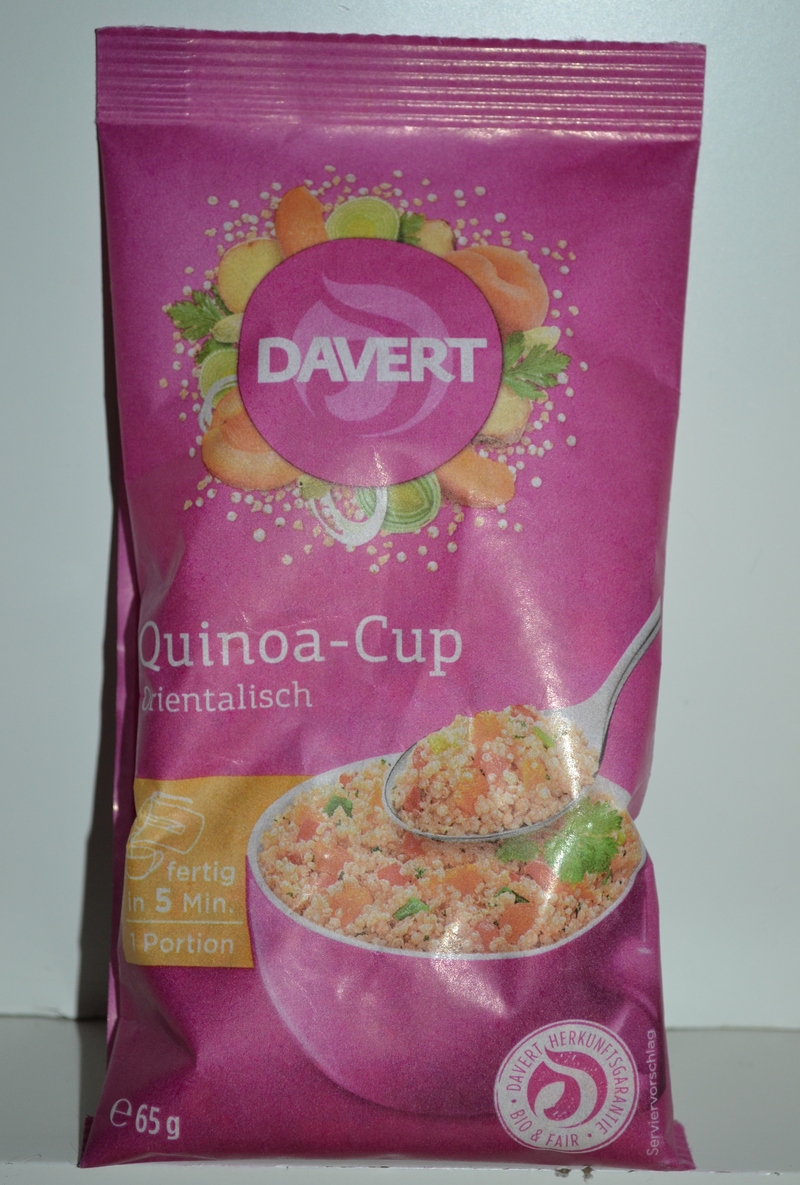 DAVERT
Quinoa-Cup
Orientalisch
fertig
in 5 Min.
1 Portion
℮ 65 g
DAVERT HERKUNFTSGARANTIE
• BIO & FAIR •
Serviervorschlag